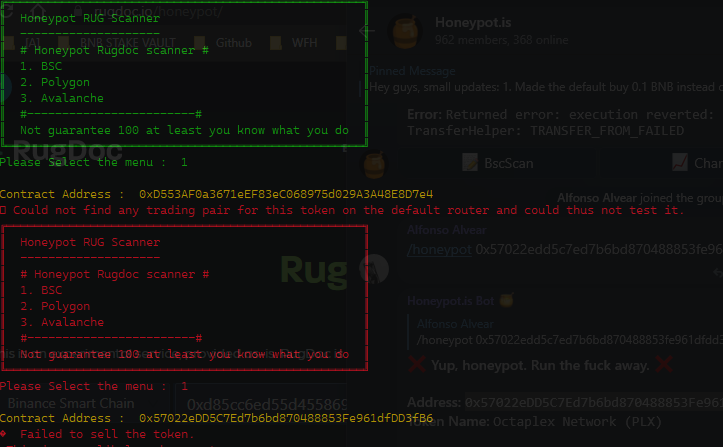 Honeypot RUG Scanner
--------------------
# Honeypot Rugdoc scanner #
1. BSC
2. Polygon
3. Avalanche
#------------------------#
Not guarantee 100 at least you know what you do
Please Select the menu :  1
Contract Address :  0xD553AF0a3671eEF83eC068975d029A3A48E8D7e4
Could not find any trading pair for this token on the default router and could thus not test it.
Honeypot RUG Scanner
--------------------
# Honeypot Rugdoc scanner #
1. BSC
2. Polygon
3. Avalanche
#------------------------#
Not guarantee 100 at least you know what you do
Please Select the menu :  1
Contract Address :  0x57022eDD5C7Ed7b6bD870488853Fe961dfDD3fB6
Failed to sell the token.
rugdoc.io/honeypot/
[A]
BNB STAKE VAULT
Github
WFH
RugDoc
Rug
Binance Smart Chain
0xd85cc6ed55d455869
Honeypot.is
962 members, 368 online
Pinned Message
Hey guys, small updates: 1. Made the default buy 0.1 BNB instead
Error: Returned error: execution reverted:
TransferHelper: TRANSFER_FROM_FAILED
BscScan
Char
Alfonso Alvear joined the grou
Alfonso Alvear
/honeypot 0x57022edd5c7ed7b6bd870488853fe961
Honeypot.is Bot
Alfonso Alvear
/honeypot 0x57022edd5c7ed7b6bd870488853fe961dfdd3
Yup, honeypot. Run the fuck away.
Address: 0x57022edd5c7ed7b6bd870488853fe961
Token Name: Octaplex Network (PLX)